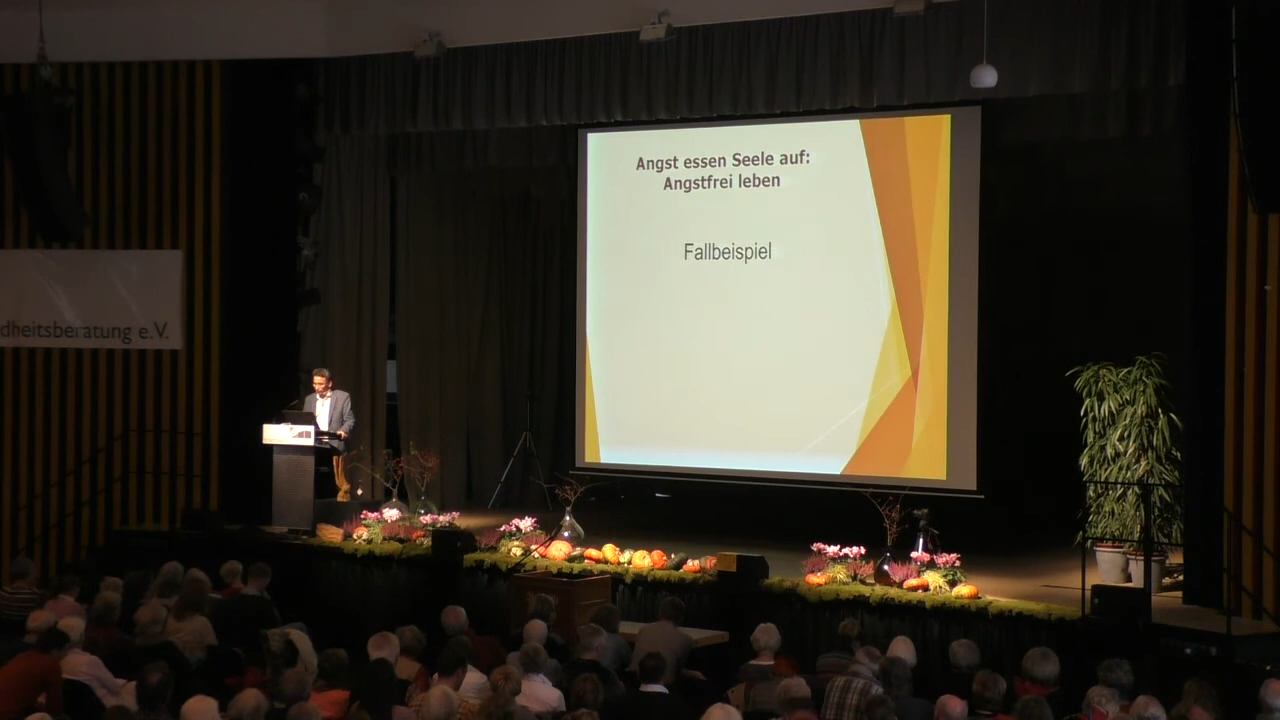 Angst essen Seele auf:
Angstfrei leben
Fallbeispiel
dheitsberatung e.V.